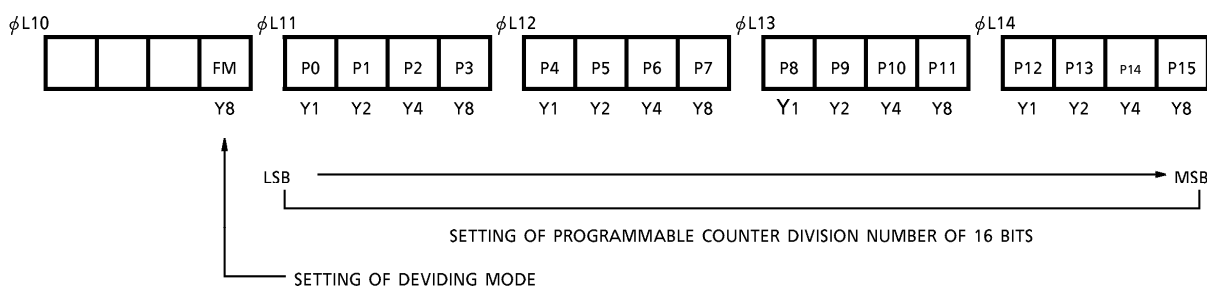 φL10 φL11 φL12 φL13 φL14
FM P0 P1 P2 P3 P4 P5 P6 P7 P8 P9 P10 P11 P12 P13 P14 P15
Y8 Y1 Y2 Y4 Y8 Y1 Y2 Y4 Y8 Y1 Y2 Y4 Y8 Y1 Y2 Y4 Y8
LSB MSB
SETTING OF PROGRAMMABLE COUNTER DIVISION NUMBER OF 16 BITS
SETTING OF DEVIDING MODE